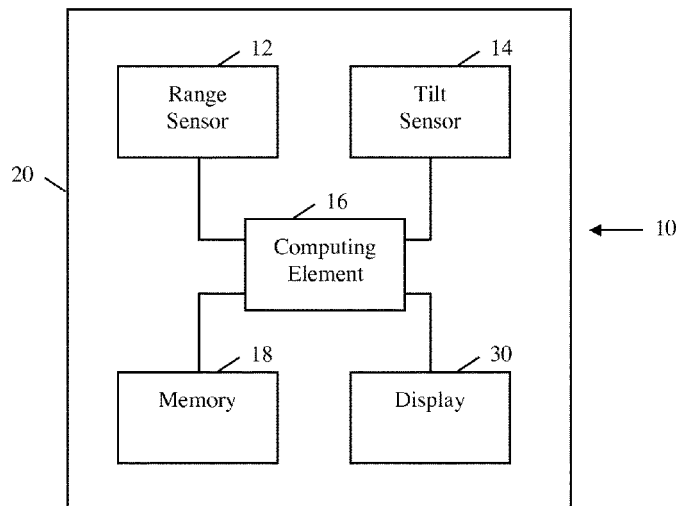 12
14
Range
Sensor
Tilt
Sensor
20
16
10
Computing
Element
18
30
Memory
Display